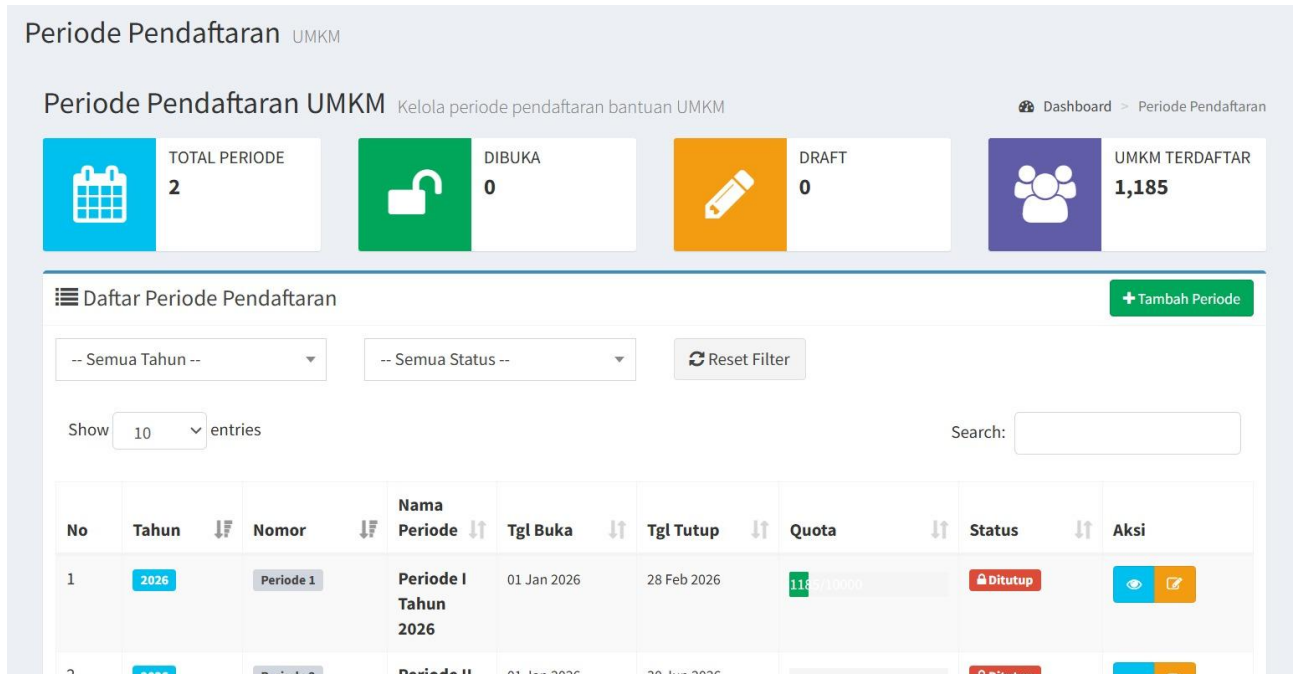 Periode Pendaftaran UMKM
Periode Pendaftaran UMKM Kelola periode pendaftaran bantuan UMKM
Dashboard > Periode Pendaftaran
TOTAL PERIODE
2
DIBUKA
0
DRAFT
0
UMKM TERDAFTAR
1,185
Daftar Periode Pendaftaran
+Tambah Periode
-- Semua Tahun --
-- Semua Status --
Reset Filter
Show 10 entries
Search:
No Tahun Nomor Nama Periode Tgl Buka Tgl Tutup Quota Status Aksi
1 2026 Periode 1 Periode I Tahun 2026 01 Jan 2026 28 Feb 2026 1185/10000 Ditutup